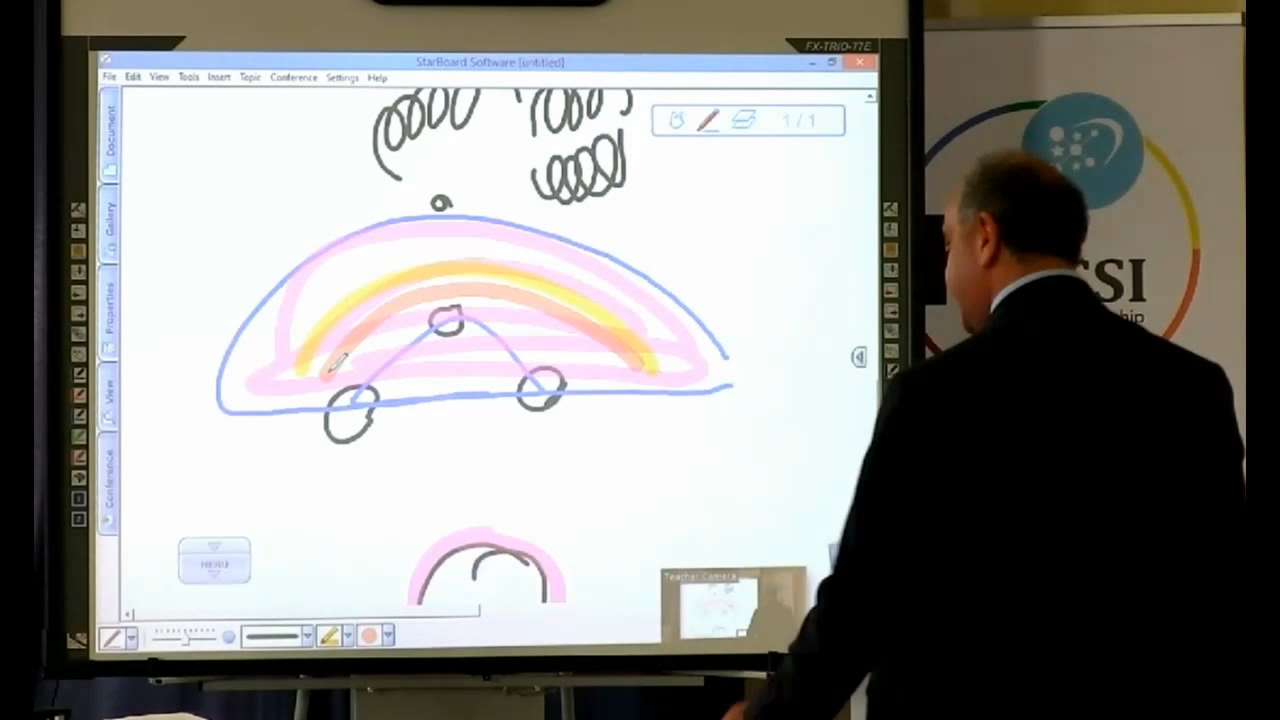 FX-TRIO-77E
StarBoard Software [untitled]
File Edit View Tools Insert Topic Conference Settings Help
Document
Gallery
Properties
View
Conference
1 / 1
MENU
Teacher Camera